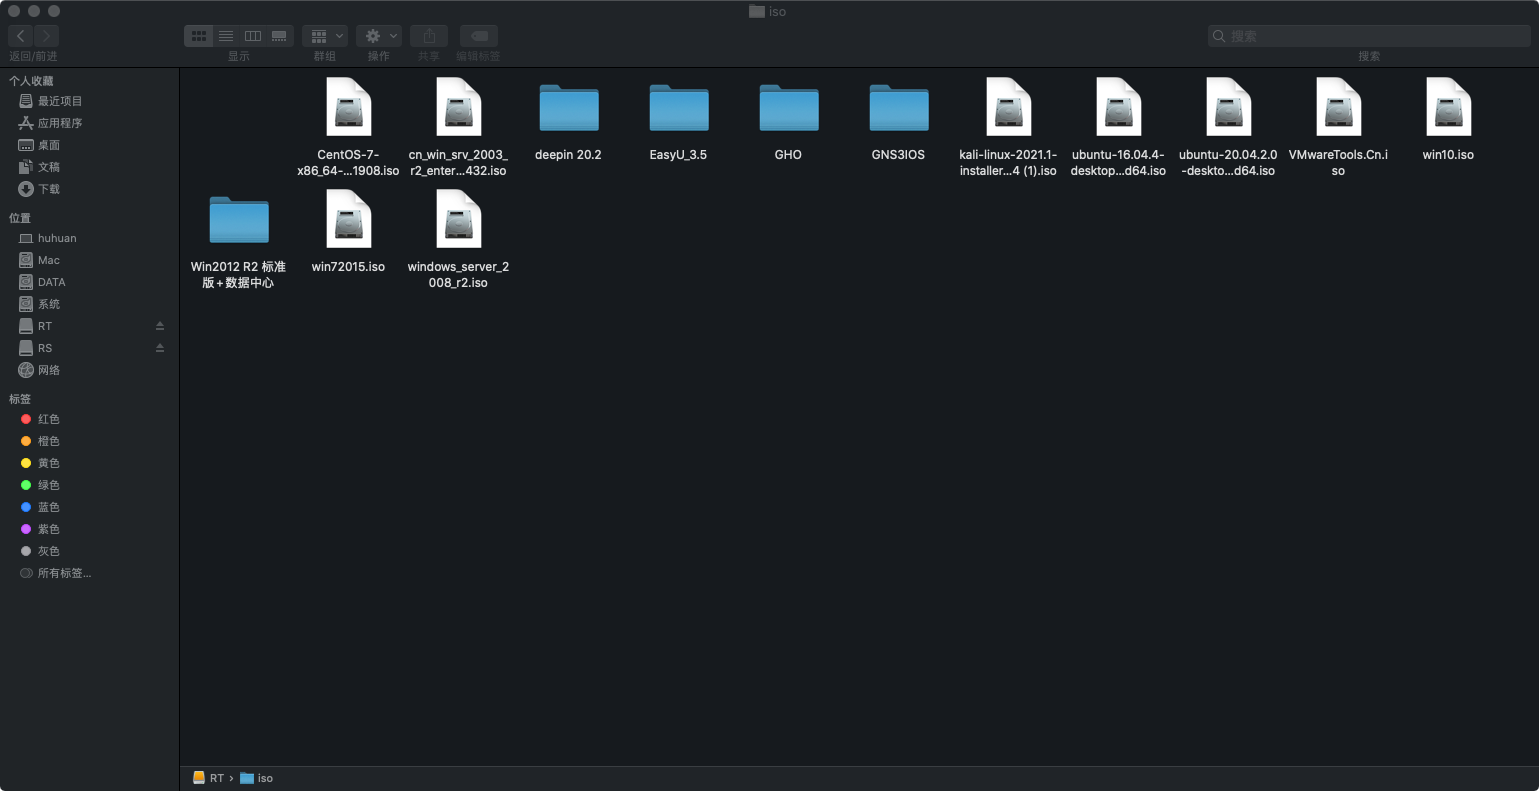 iso
返回/前进
显示
群组
操作
共享
编辑标签
搜索
搜索
个人收藏
最近项目
应用程序
桌面
文稿
下载
位置
huhuan
Mac
DATA
系统
RT
RS
网络
标签
红色
橙色
黄色
绿色
蓝色
紫色
灰色
所有标签...
CentOS-7-
x86_64-...1908.iso
cn_win_srv_2003_
r2_enter...432.iso
deepin 20.2
EasyU_3.5
GHO
GNS3IOS
kali-linux-2021.1-
installer...4 (1).iso
ubuntu-16.04.4-
desktop...d64.iso
ubuntu-20.04.2.0
-deskto...d64.iso
VMwareTools.Cn.i
so
win10.iso
Win2012 R2 标准
版+数据中心
win72015.iso
windows_server_2
008_r2.iso
RT › iso